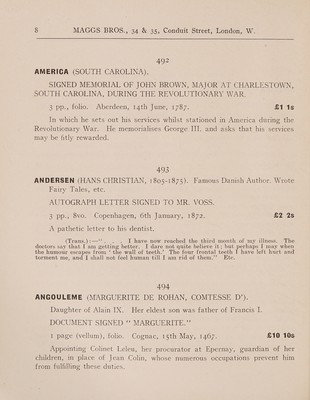 8 MAGGS BROS., 34 & 35, Conduit Street, London, W.
492
AMERICA (SOUTH CAROLINA).
SIGNED MEMORIAL OF JOHN BROWN, MAJOR AT CHARLESTOWN,
SOUTH CAROLINA, DURING THE REVOLUTIONARY WAR.
3 pp., folio. Aberdeen, 14th June, 1787. £1 1s
In which he sets out his services whilst stationed in America during the
Revolutionary War. He memorialises George III. and asks that his services
may be fitly rewarded.
493
ANDERSEN (HANS CHRISTIAN, 1805-1875). Famous Danish Author. Wrote
Fairy Tales, etc.
AUTOGRAPH LETTER SIGNED TO MR. VOSS.
3 pp., 8vo. Copenhagen, 6th January, 1872. £2 2s
A pathetic letter to his dentist.
(Trans.):—". . . I have now reached the third month of my illness. The
doctors say that I am getting better. I dare not quite believe it; but perhaps I may when
the humour escapes from 'the wall of teeth.' The four frontal teeth I have left hurt and
torment me, and I shall not feel human till I am rid of them." Etc.
494
ANGOULEME (MARGUERITE DE ROHAN, COMTESSE D').
Daughter of Alain IX. Her eldest son was father of Francis I.
DOCUMENT SIGNED "MARGUERITE."
1 page (vellum), folio. Cognac, 15th May, 1467. £10 10s
Appointing Colinet Leleu, her procurator at Epernay, guardian of her
children, in place of Jean Colin, whose numerous occupations prevent him
from fulfilling these duties.